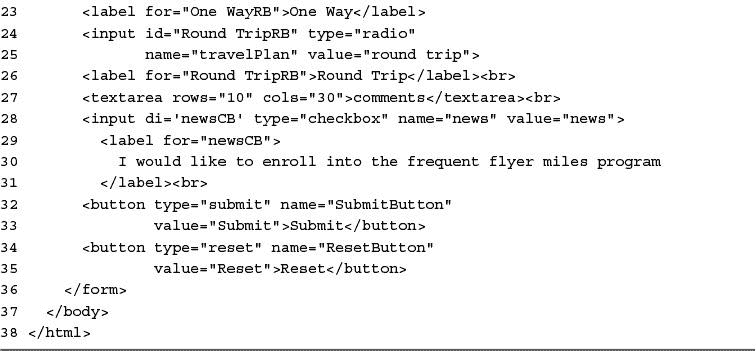 23       <label for="One WayRB">One Way</label>
24       <input id="Round TripRB" type="radio"
25              name="travelPlan" value="round trip">
26       <label for="Round TripRB">Round Trip</label><br>
27       <textarea rows="10" cols="30">comments</textarea><br>
28       <input di='newsCB' type="checkbox" name="news" value="news">
29         <label for="newsCB">
30           I would like to enroll into the frequent flyer miles program
31         </label><br>
32       <button type="submit" name="SubmitButton"
33               value="Submit">Submit</button>
34       <button type="reset" name="ResetButton"
35               value="Reset">Reset</button>
36     </form>
37   </body>
38 </html>